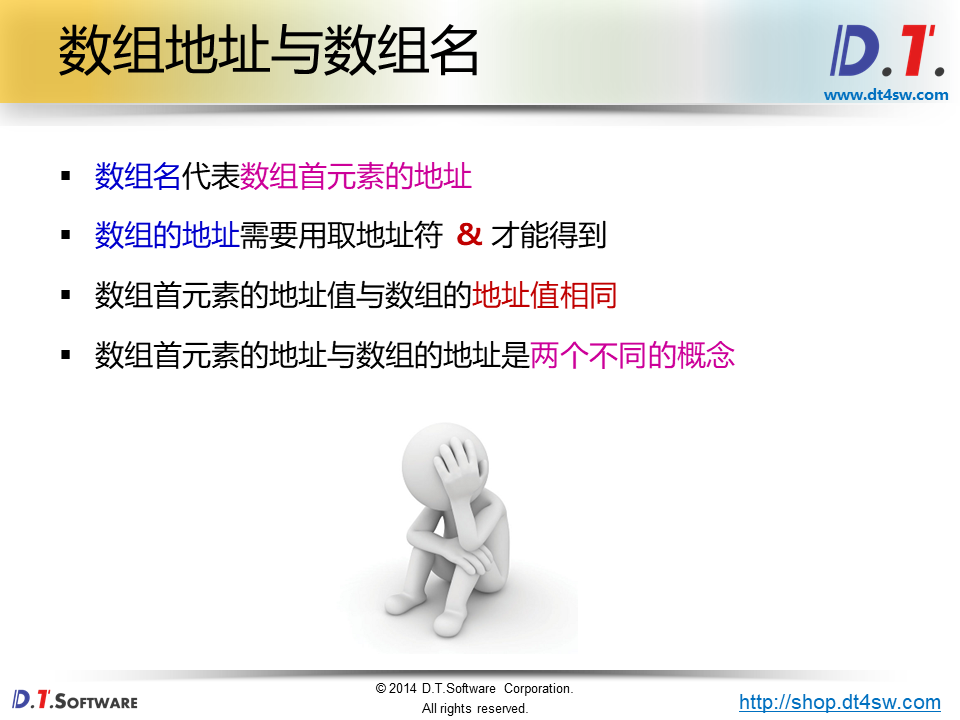 数组地址与数组名
D.T.
www.dt4sw.com
▪ 数组名代表数组首元素的地址
▪ 数组的地址需要用取地址符 & 才能得到
▪ 数组首元素的地址值与数组的地址值相同
▪ 数组首元素的地址与数组的地址是两个不同的概念
D.T.SOFTWARE
© 2014 D.T.Software Corporation.
All rights reserved.
http://shop.dt4sw.com